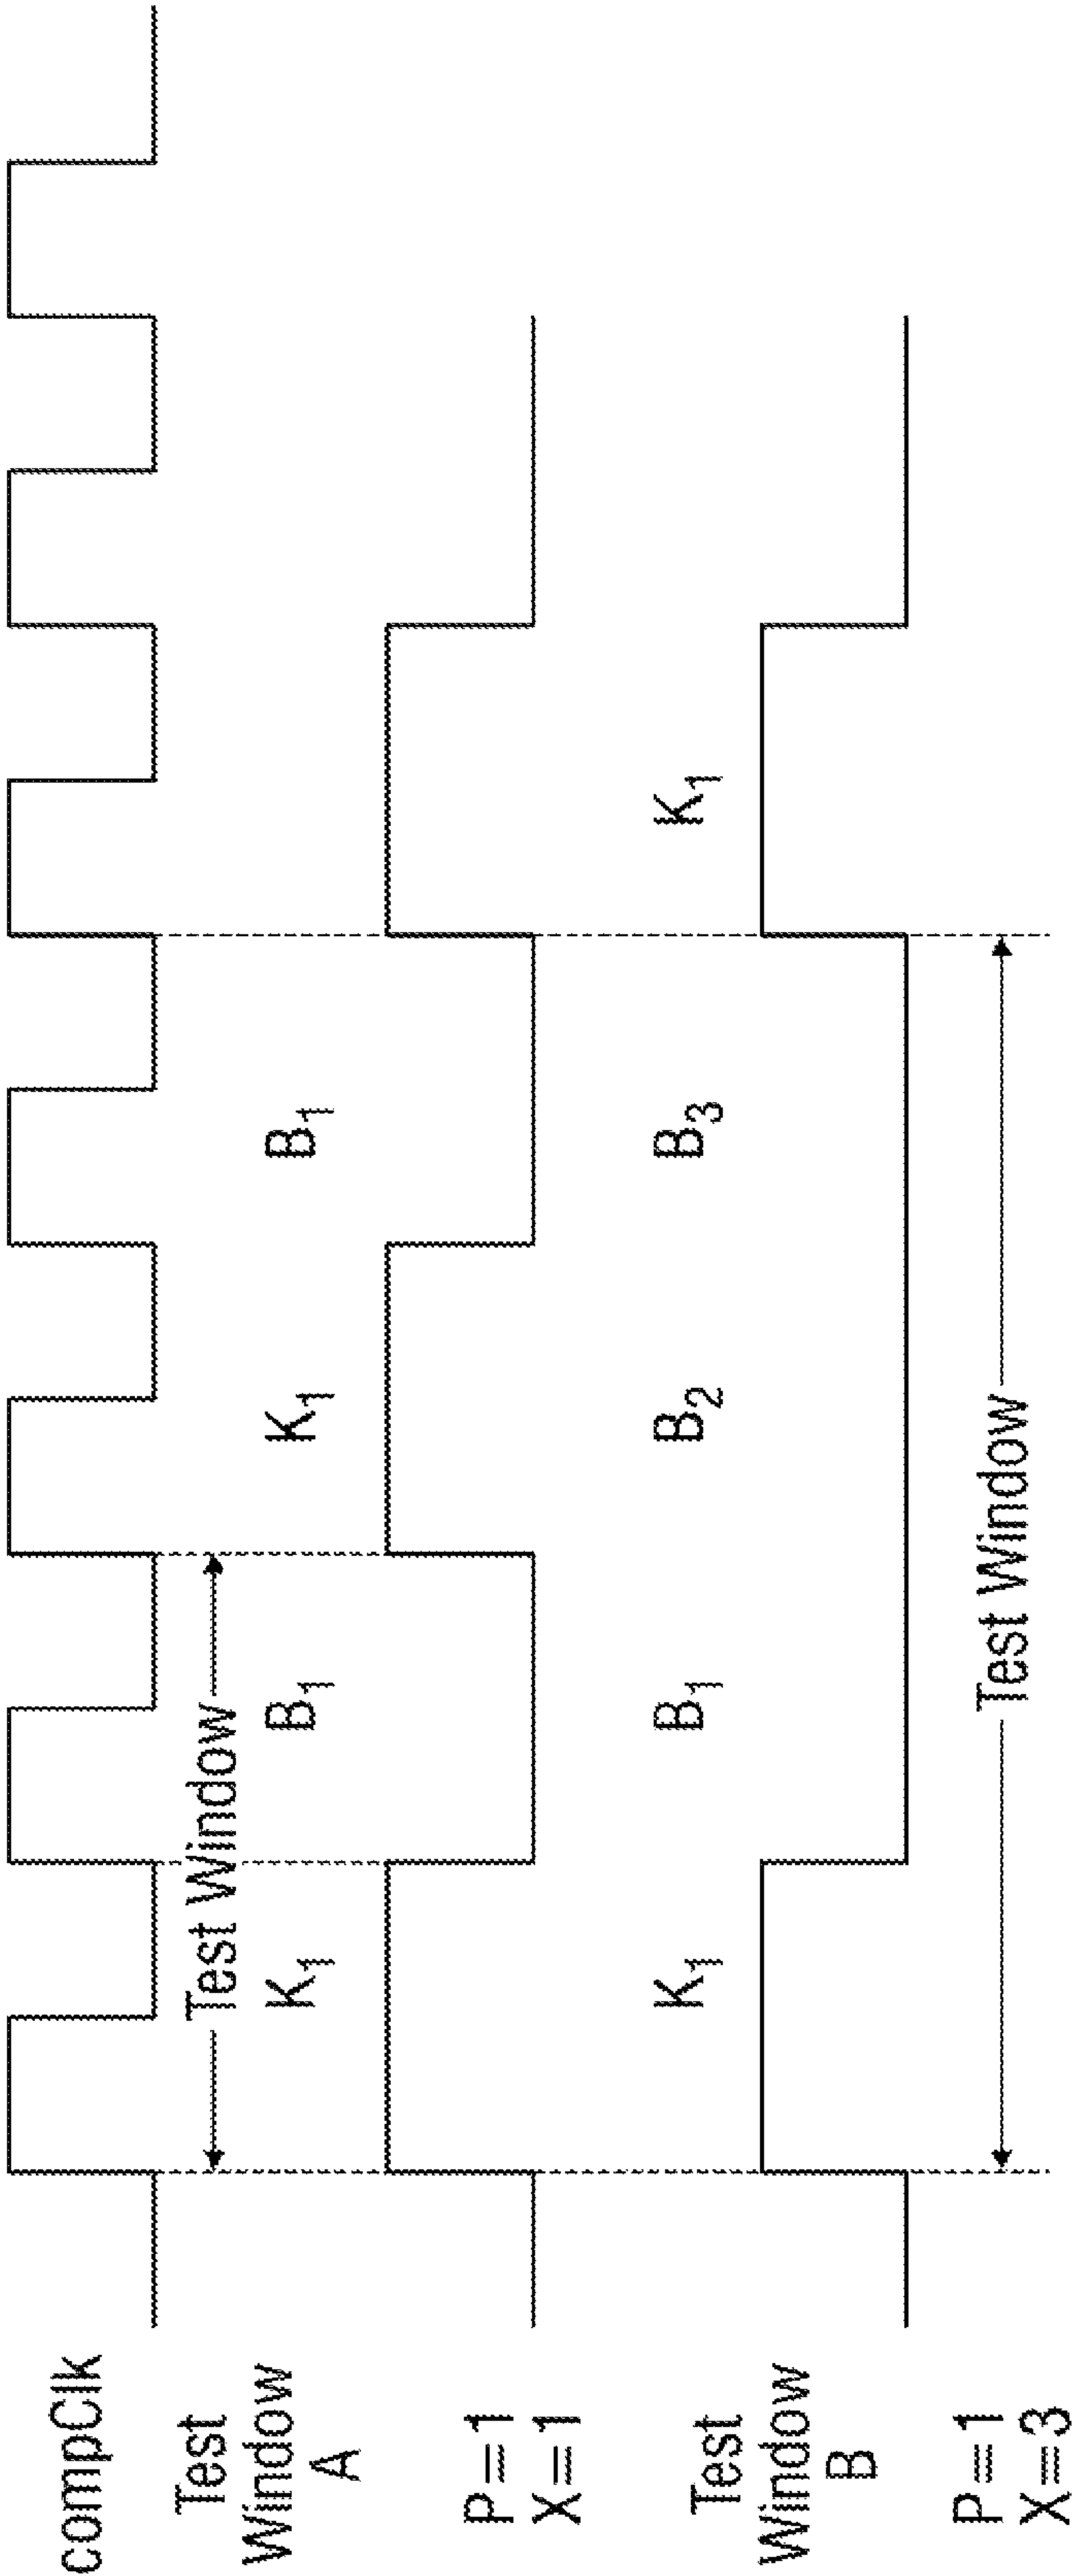 compClk
Test Window
Test
Window
A
K1 B1 K1 B1
P=1
X=1
Test
Window
B
K1 B1 B2 B3 K1
P=1
X=3
Test Window